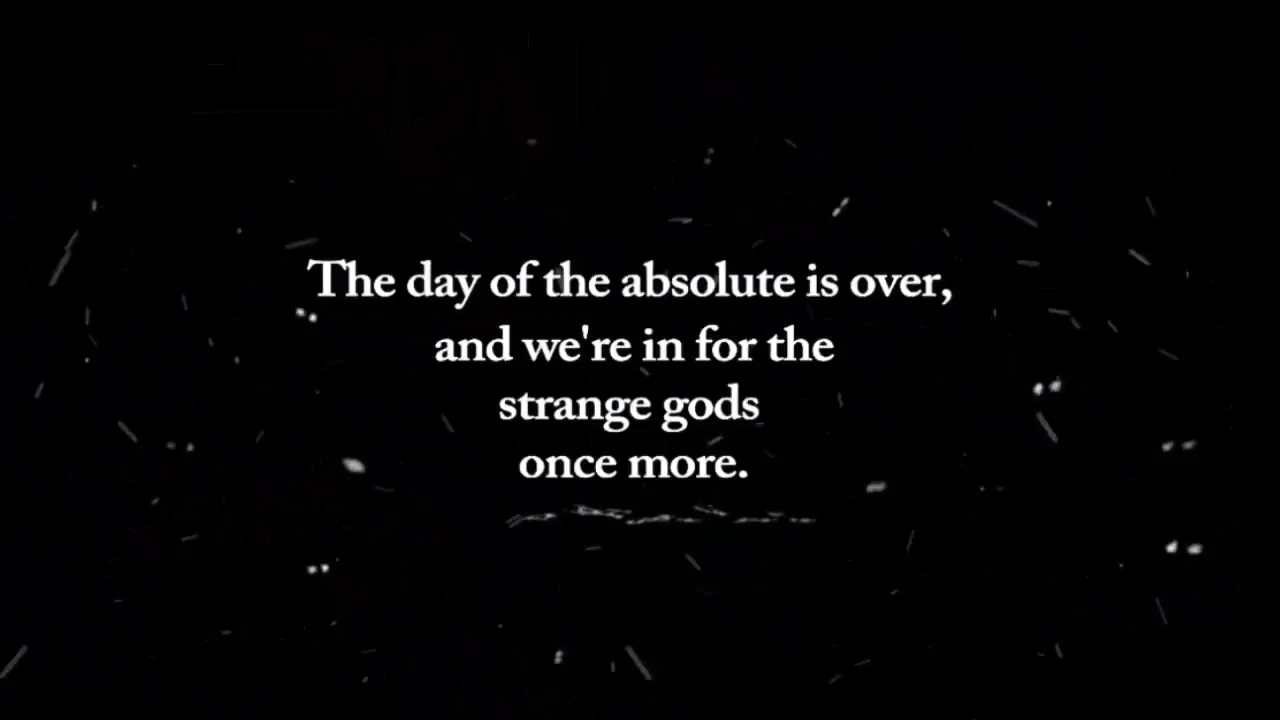 The day of the absolute is over,
and we're in for the
strange gods
once more.